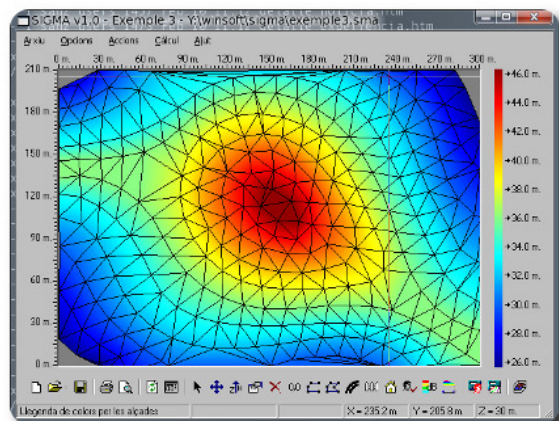 SIGMA v1.0 - Exemple 3 - Y:\winsoft\sigma\exemple3.sma
Arxiu Opcions Accions Càlcul Ajut
0 m. 30 m. 60 m. 90 m. 120 m. 150 m. 180 m. 210 m. 240 m. 270 m. 300 m.
210 m.
180 m.
150 m.
120 m.
90 m.
60 m.
30 m.
0 m.
+46.0 m.
+44.0 m.
+42.0 m.
+40.0 m.
+38.0 m.
+36.0 m.
+34.0 m.
+32.0 m.
+30.0 m.
+28.0 m.
+26.0 m.
Llegenda de colors per les alçades
X = 235.2 m. Y = 205.8 m. Z = 30 m.